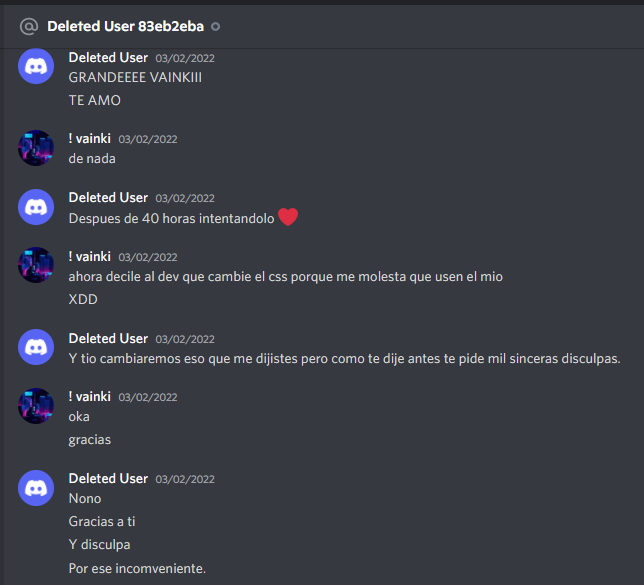 @ Deleted User 83eb2eba
Deleted User 03/02/2022
GRANDEEEE VAINKIII
TE AMO
! vainki 03/02/2022
de nada
Deleted User 03/02/2022
Despues de 40 horas intentandolo ❤️
! vainki 03/02/2022
ahora decile al dev que cambie el css porque me molesta que usen el mio
XDD
Deleted User 03/02/2022
Y tio cambiaremos eso que me dijistes pero como te dije antes te pide mil sinceras disculpas.
! vainki 03/02/2022
oka
gracias
Deleted User 03/02/2022
Nono
Gracias a ti
Y disculpa
Por ese incomveniente.